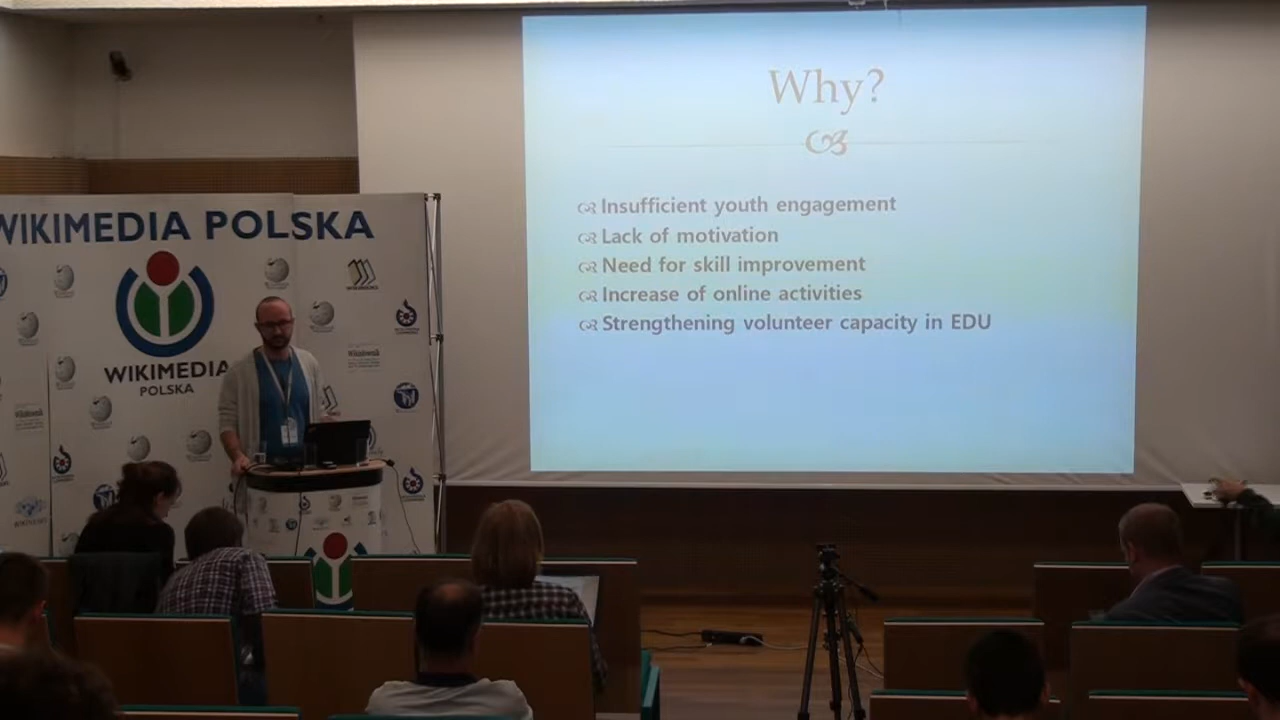 Why?
Insufficient youth engagement
Lack of motivation
Need for skill improvement
Increase of online activities
Strengthening volunteer capacity in EDU
WIKIMEDIA POLSKA
WIKIMEDIA
POLSKA